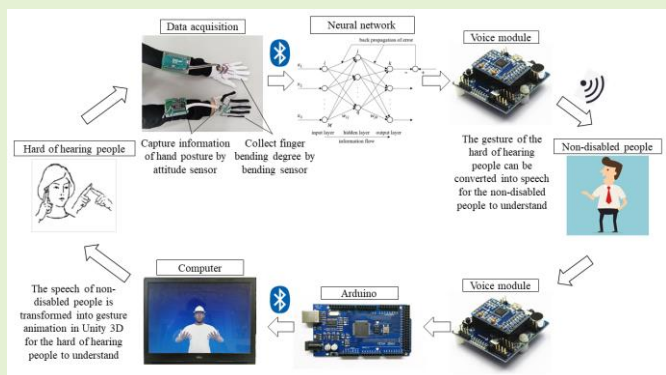 Data acquisition
Neural network
Voice module
back propagation of error
input layer
hidden layer
output layer
information flow
Capture information
of hand posture by
attitude sensor
Collect finger
bending degree by
bending sensor
The gesture of the
hard of hearing
people can be
converted into speech
for the non-disabled
people to understand
Hard of hearing people
Non-disabled people
The speech of non-
disabled people is
transformed into gesture
animation in Unity 3D
for the hard of hearing
people to understand
Computer
Arduino
Voice module